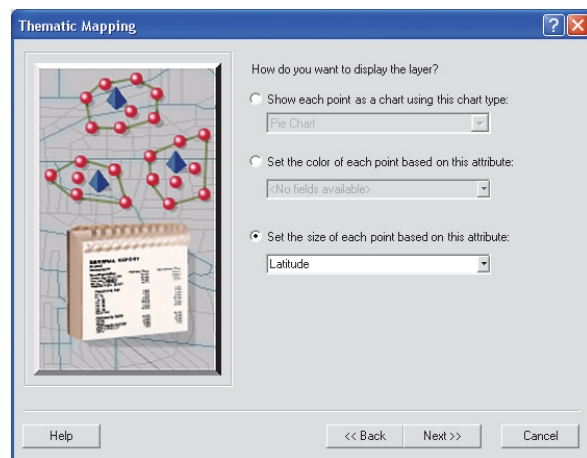 Thematic Mapping
How do you want to display the layer?
Show each point as a chart using this chart type:
Pie Chart
Set the color of each point based on this attribute:
<No fields available>
Set the size of each point based on this attribute:
Latitude
Help
<< Back
Next >>
Cancel